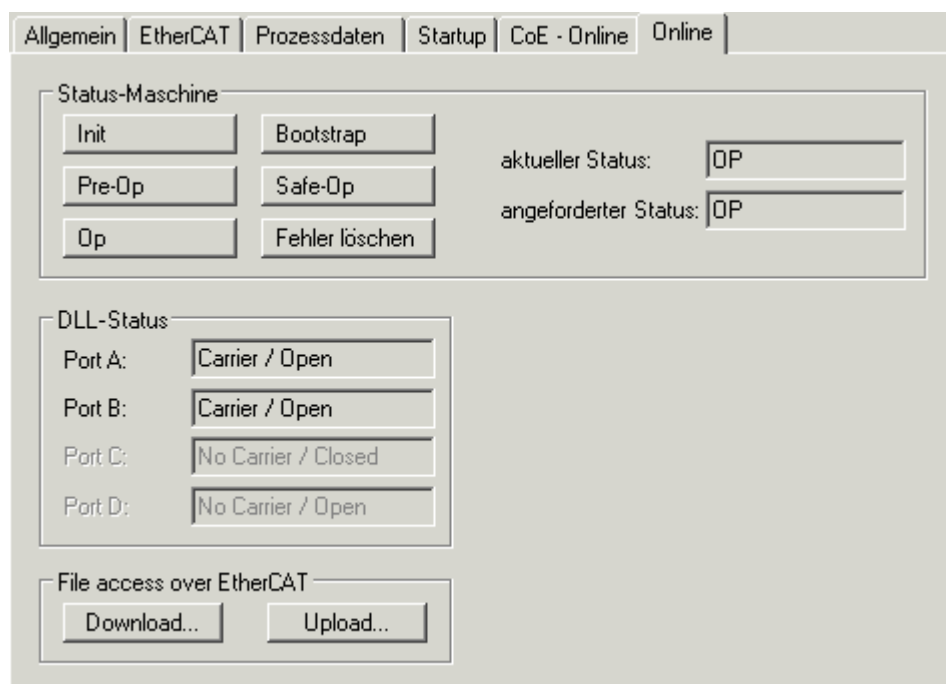 Allgemein EtherCAT Prozessdaten Startup CoE - Online Online
Status-Maschine
Init Bootstrap
aktueller Status: OP
Pre-Op Safe-Op
angeforderter Status: OP
Op Fehler löschen
DLL-Status
Port A: Carrier / Open
Port B: Carrier / Open
Port C: No Carrier / Closed
Port D: No Carrier / Open
File access over EtherCAT
Download... Upload...